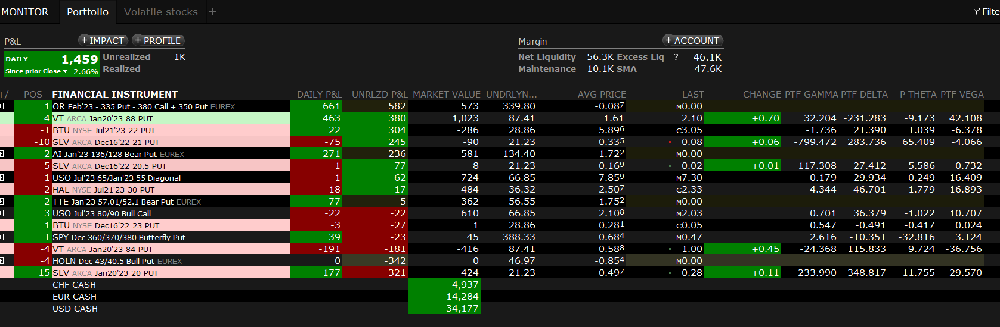 MONITOR Portfolio Volatile stocks + Filte
P&L + IMPACT + PROFILE Margin + ACCOUNT
DAILY 1,459 Unrealized 1K Net Liquidity 56.3K Excess Liq ? 46.1K
Since prior Close 2.66% Realized Maintenance 10.1K SMA 47.6K
+/- POS FINANCIAL INSTRUMENT DAILY P&L UNRLZD P&L MARKET VALUE UNDRLYN... AVG PRICE LAST CHANGE PTF GAMMA PTF DELTA P THETA PTF VEGA
1 OR Feb'23 - 335 Put - 380 Call + 350 Put EUREX 661 582 573 339.80 -0.087 M0.00
4 VT ARCA Jan20'23 88 PUT 463 380 1,023 87.41 1.61 2.10 +0.70 32.204 -231.283 -9.173 42.108
-1 BTU NYSE Jul21'23 22 PUT 22 304 -286 28.86 5.896 C3.05 -1.736 21.390 1.039 -6.378
-10 SLV ARCA Dec16'22 21 PUT -75 245 -90 21.23 0.335 0.08 +0.06 -799.472 283.736 65.409 -4.066
2 AI Jan'23 136/128 Bear Put EUREX 271 236 581 134.40 1.722 M0.00
-5 SLV ARCA Dec16'22 20.5 PUT -1 77 -8 21.23 0.169 0.02 +0.01 -117.308 27.412 5.586 -0.732
-1 USO Jul'23 65/Jan'23 55 Diagonal -1 62 -724 66.85 7.859 M7.30 -0.179 29.934 -0.249 -16.409
-2 HAL NYSE Jul21'23 30 PUT -18 17 -484 36.32 2.507 C2.33 -4.344 46.701 1.779 -16.893
2 TTE Jan'23 57.01/52.1 Bear Put EUREX 77 5 362 56.55 1.752 M0.00
3 USO Jul'23 80/90 Bull Call -22 -22 610 66.85 2.108 M2.03 0.701 36.379 -1.022 10.707
1 BTU NYSE Dec16'22 23 PUT -3 -27 1 28.86 0.281 C0.05 0.547 -0.491 -0.417 0.024
1 SPY Dec 360/370/380 Butterfly Put 39 -23 45 388.33 0.684 M0.47 2.616 -10.351 -32.816 3.124
-4 VT ARCA Jan20'23 84 PUT -191 -181 -416 87.41 0.588 1.00 +0.45 -24.368 115.833 9.724 -36.756
-4 HOLN Dec 43/40.5 Bull Put EUREX 0 -342 0 46.97 -0.854 M0.00
15 SLV ARCA Jan20'23 20 PUT 177 -321 424 21.23 0.497 0.28 +0.11 233.990 -348.817 -11.755 29.570
CHF CASH 4,937
EUR CASH 14,284
USD CASH 34,177